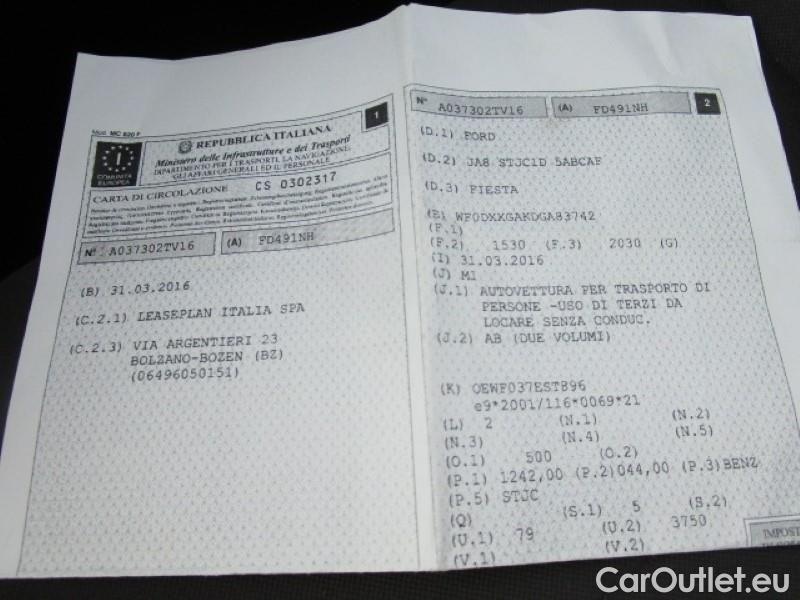 Mod. MC 820 F
1
I
COMUNITÀ
EUROPEA
REPUBBLICA ITALIANA
Ministero delle Infrastrutture e dei Trasporti
DIPARTIMENTO PER I TRASPORTI, LA NAVIGAZIONE,
GLI AFFARI GENERALI ED IL PERSONALE
CARTA DI CIRCOLAZIONE CS 0302317
N° A037302TV16 (A) FD491NH
(B) 31.03.2016
(C.2.1) LEASEPLAN ITALIA SPA
(C.2.3) VIA ARGENTIERI 23
BOLZANO-BOZEN (BZ)
(06496050151)
N° A037302TV16 (A) FD491NH 2
(D.1) FORD
(D.2) JA8 STJC1D 5ABCAF
(D.3) FIESTA
(E) WF0DXXGAKDGA83742
(F.1)
(F.2) 1530 (F.3) 2030 (G)
(I) 31.03.2016
(J) M1
(J.1) AUTOVETTURA PER TRASPORTO DI
PERSONE -USO DI TERZI DA
LOCARE SENZA CONDUC.
(J.2) AB (DUE VOLUMI)
(K) OEWF037ESTB96
e9*2001/116*0069*21
(L) 2 (N.1) (N.2)
(N.3) (N.4) (N.5)
(O.1) 500 (O.2)
(P.1) 1242,00 (P.2)044,00 (P.3)BENZ
(P.5) STJC
(Q) (S.1) 5 (S.2)
(U.1) 79 (U.2) 3750
(V.1) (V.2)
CarOutlet.eu